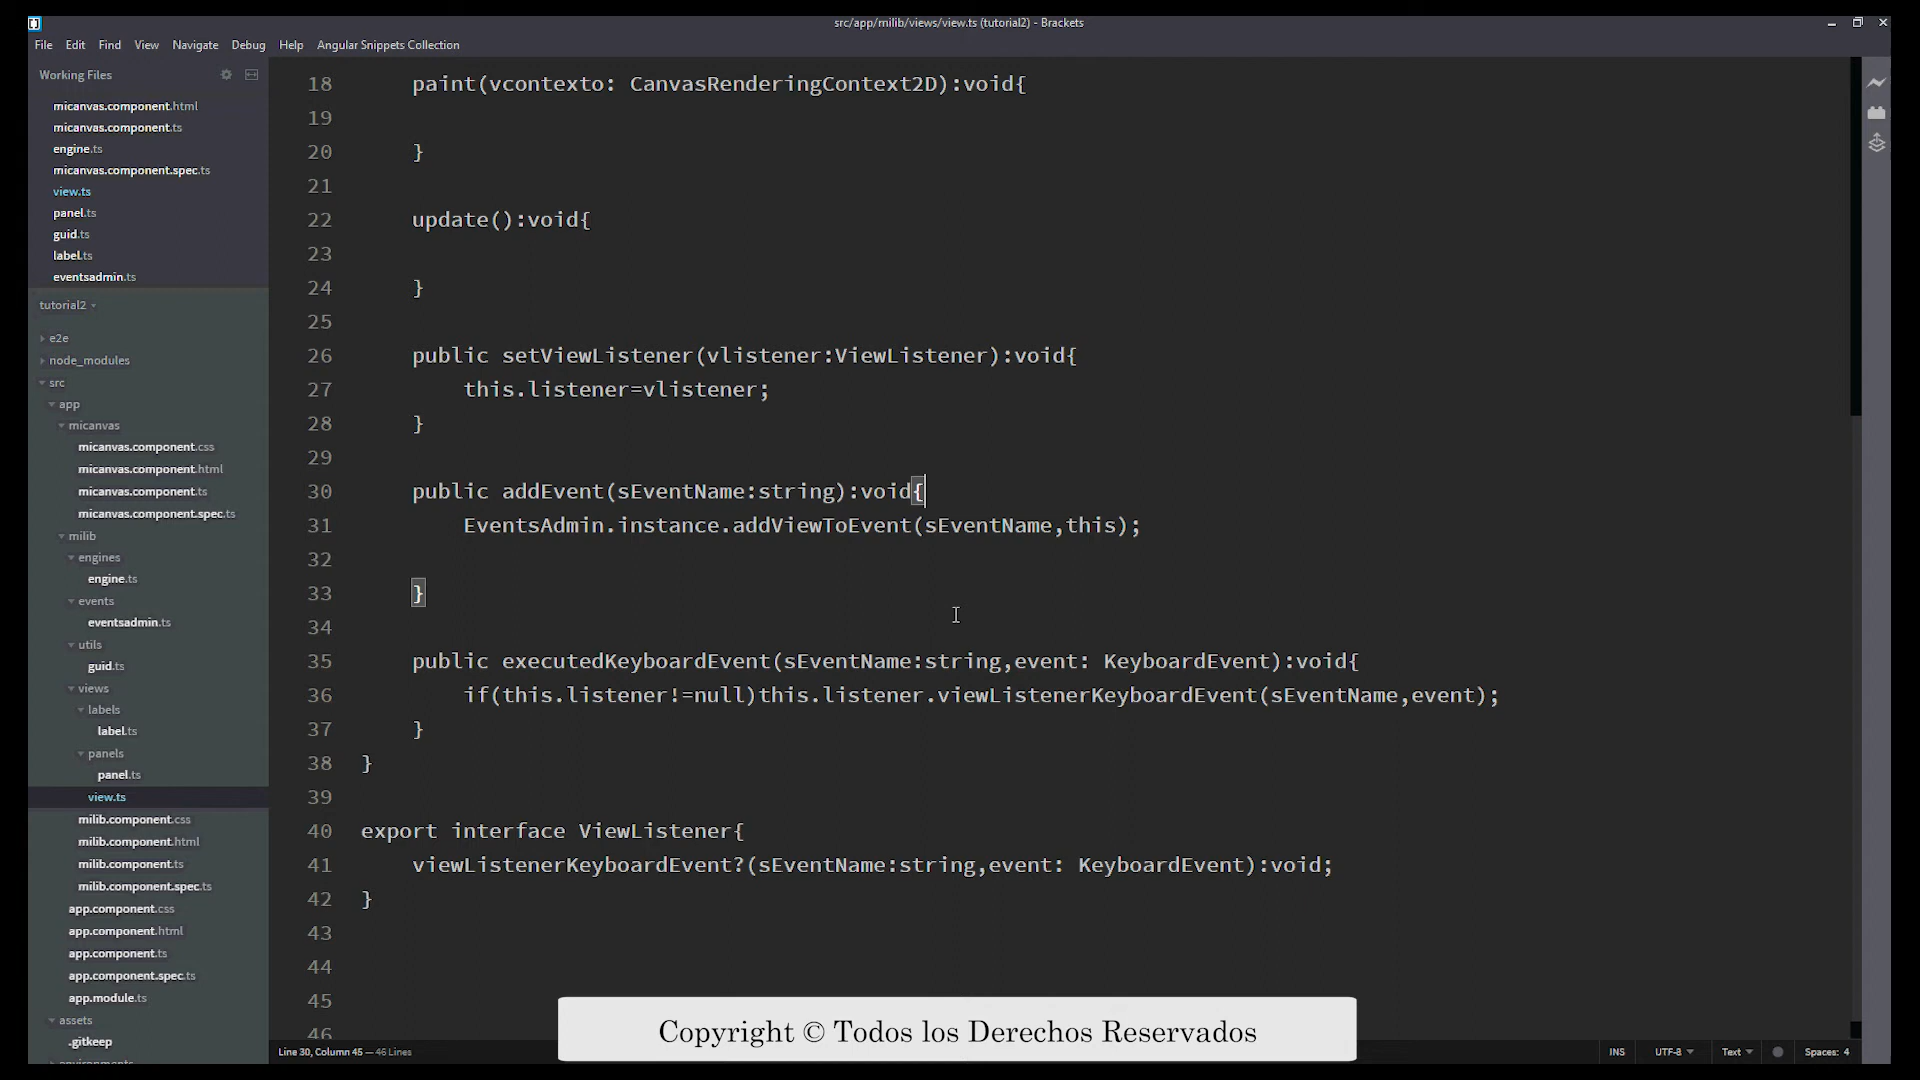 src/app/milib/views/view.ts (tutorial2) - Brackets
File Edit Find View Navigate Debug Help Angular Snippets Collection
Working Files
micanvas.component.html
micanvas.component.ts
engine.ts
micanvas.component.spec.ts
view.ts
panel.ts
guid.ts
label.ts
eventsadmin.ts
tutorial2
e2e
node_modules
src
app
micanvas
micanvas.component.css
micanvas.component.html
micanvas.component.ts
micanvas.component.spec.ts
milib
engines
engine.ts
events
eventsadmin.ts
utils
guid.ts
views
labels
label.ts
panels
panel.ts
view.ts
milib.component.css
milib.component.html
milib.component.ts
milib.component.spec.ts
app.component.css
app.component.html
app.component.ts
app.component.spec.ts
app.module.ts
assets
.gitkeep
environments
18 paint(vcontexto: CanvasRenderingContext2D):void{
19
20 }
21
22 update():void{
23
24 }
25
26 public setViewListener(vlistener:ViewListener):void{
27 this.listener=vlistener;
28 }
29
30 public addEvent(sEventName:string):void{
31 EventsAdmin.instance.addViewToEvent(sEventName,this);
32
33 }
34
35 public executedKeyboardEvent(sEventName:string,event: KeyboardEvent):void{
36 if(this.listener!=null)this.listener.viewListenerKeyboardEvent(sEventName,event);
37 }
38 }
39
40 export interface ViewListener{
41 viewListenerKeyboardEvent?(sEventName:string,event: KeyboardEvent):void;
42 }
43
44
45
46
Copyright © Todos los Derechos Reservados
Line 30, Column 45 — 46 Lines
INS UTF-8 Text Spaces: 4